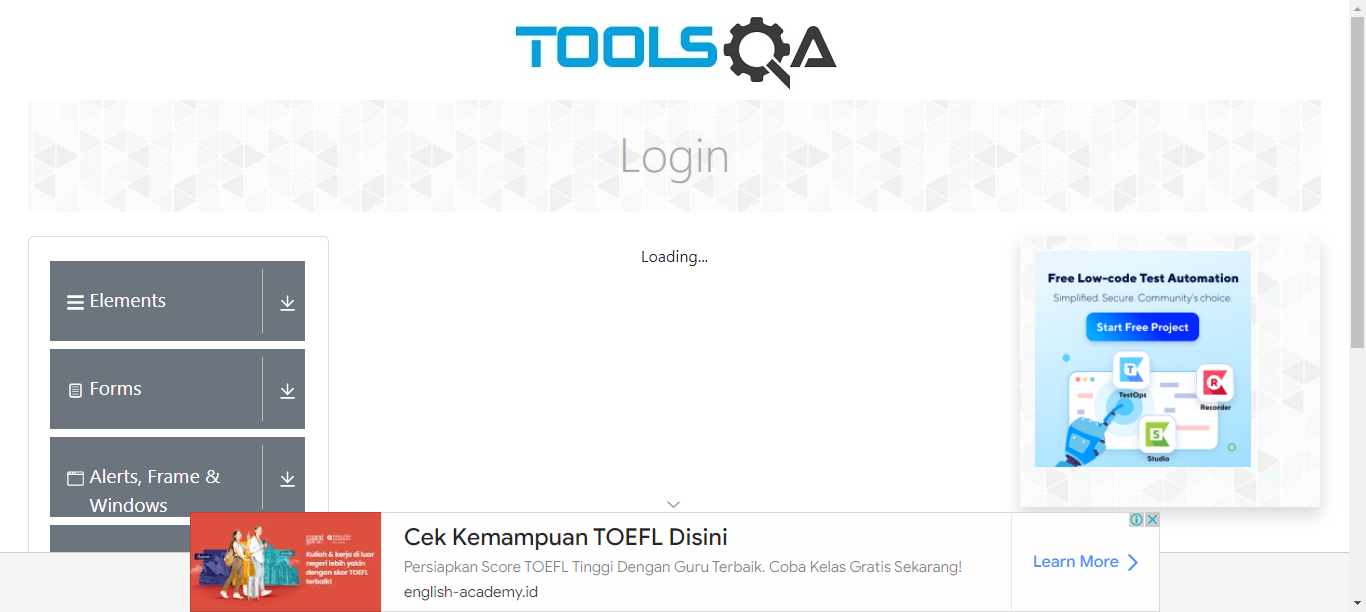 TOOLSQA
Login
Elements
Forms
Alerts, Frame &
Windows
Loading...
Free Low-code Test Automation
Simplified. Secure. Community's choice.
Start Free Project
TestOps
Recorder
Studio
Kuliah & kerja di luar
negeri lebih yakin
dengan skor TOEFL
terbaik!
Cek Kemampuan TOEFL Disini
Persiapkan Score TOEFL Tinggi Dengan Guru Terbaik. Coba Kelas Gratis Sekarang!
english-academy.id
Learn More